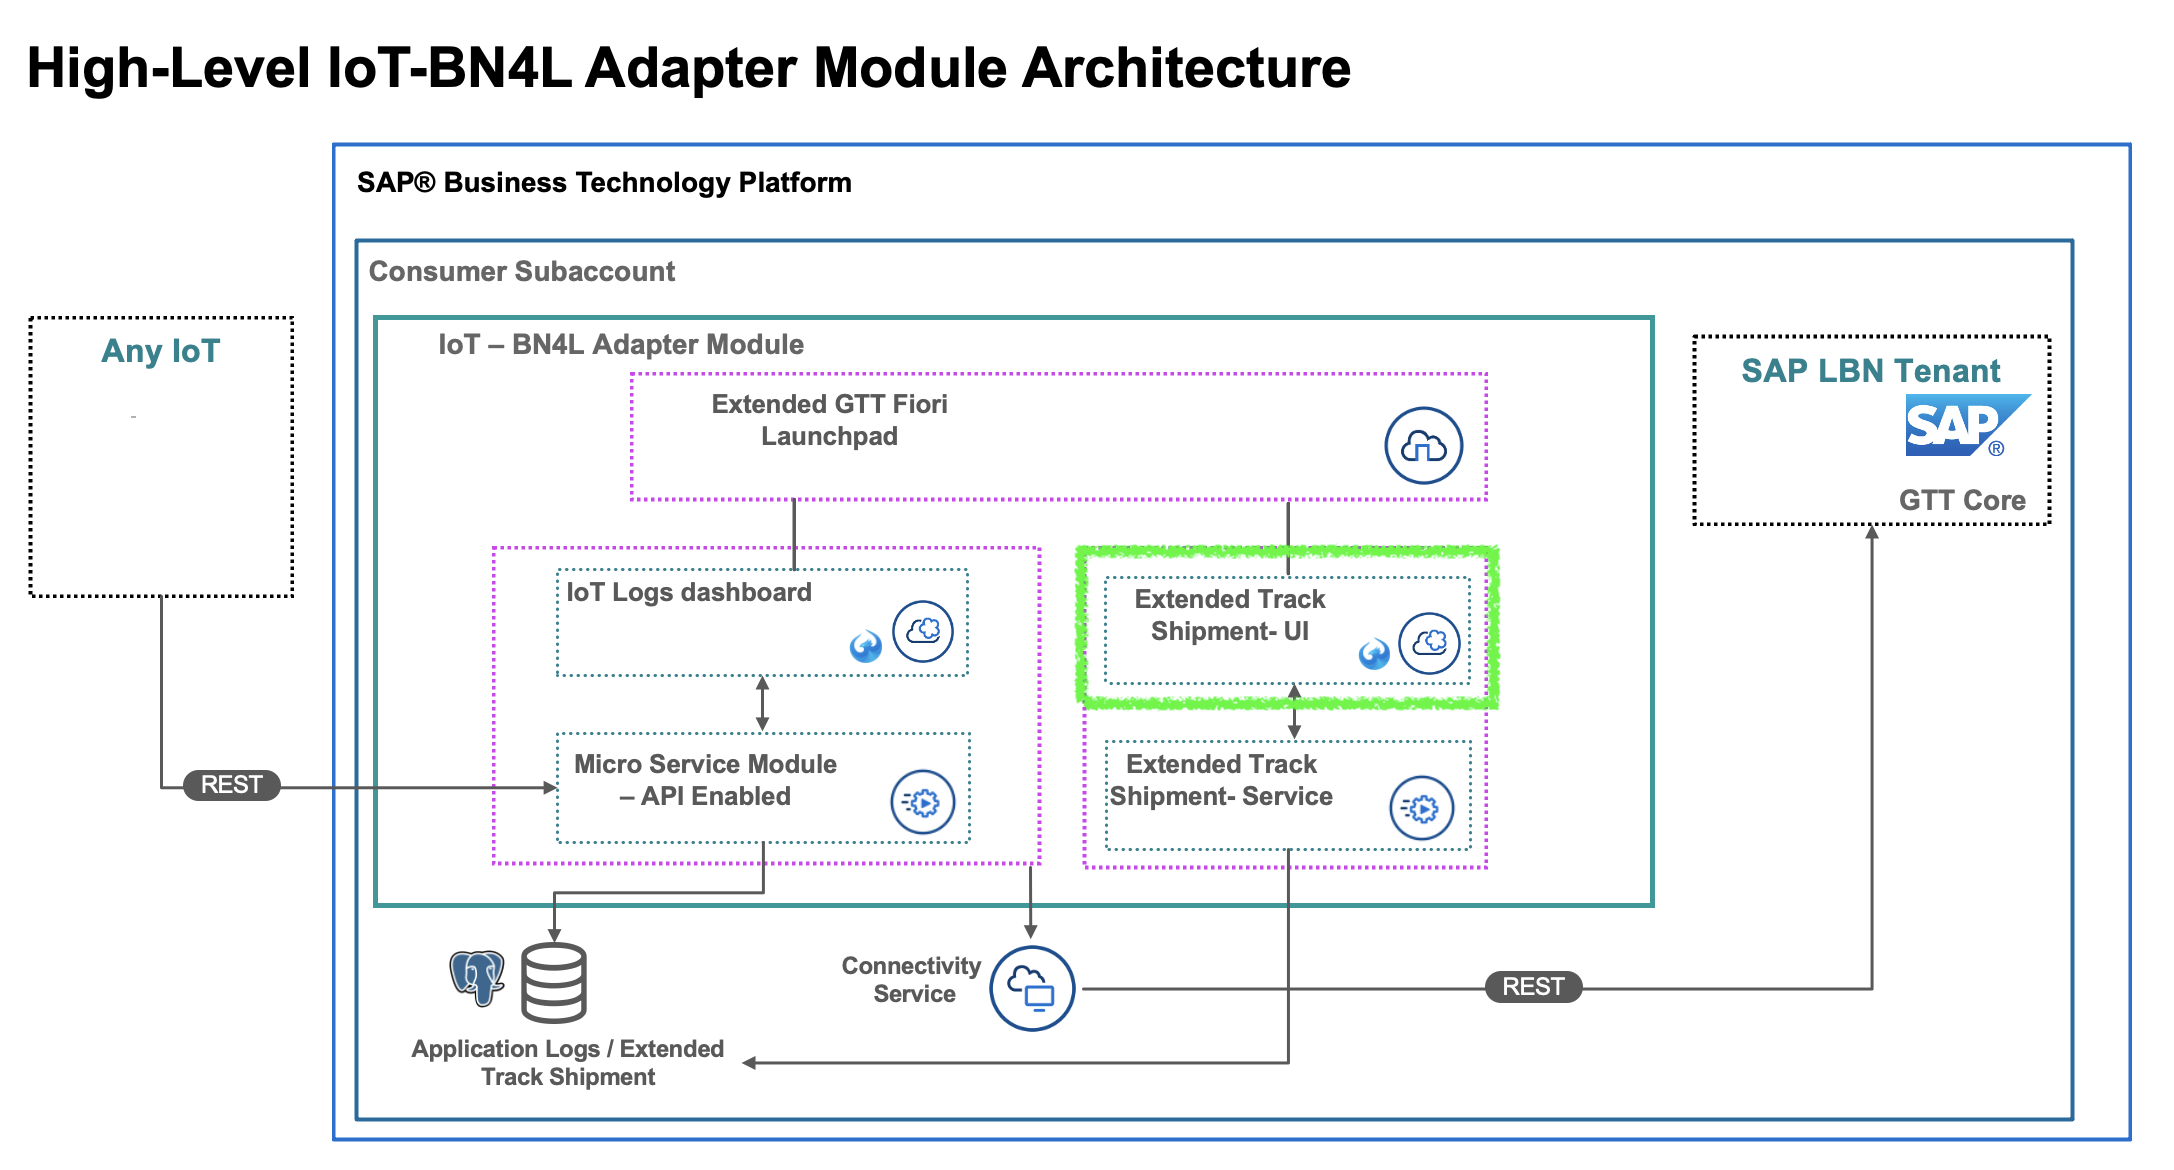 High-Level IoT-BN4L Adapter Module Architecture
SAP® Business Technology Platform
Consumer Subaccount
Any IoT
-
IoT – BN4L Adapter Module
Extended GTT Fiori
Launchpad
SAP LBN Tenant
SAP
®
GTT Core
IoT Logs dashboard
Extended Track
Shipment- UI
Micro Service Module
– API Enabled
Extended Track
Shipment- Service
REST
Connectivity
Service
REST
Application Logs / Extended
Track Shipment